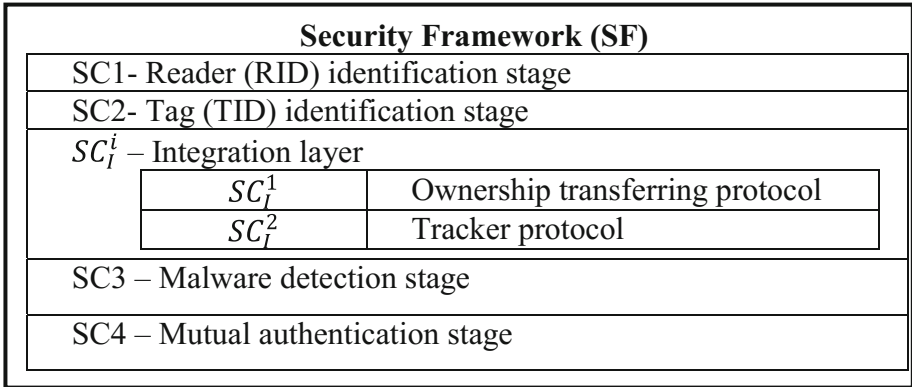 Security Framework (SF)
SC1- Reader (RID) identification stage
SC2- Tag (TID) identification stage
$SC_I^i$ – Integration layer
$SC_I^1$ Ownership transferring protocol
$SC_I^2$ Tracker protocol
SC3 – Malware detection stage
SC4 – Mutual authentication stage